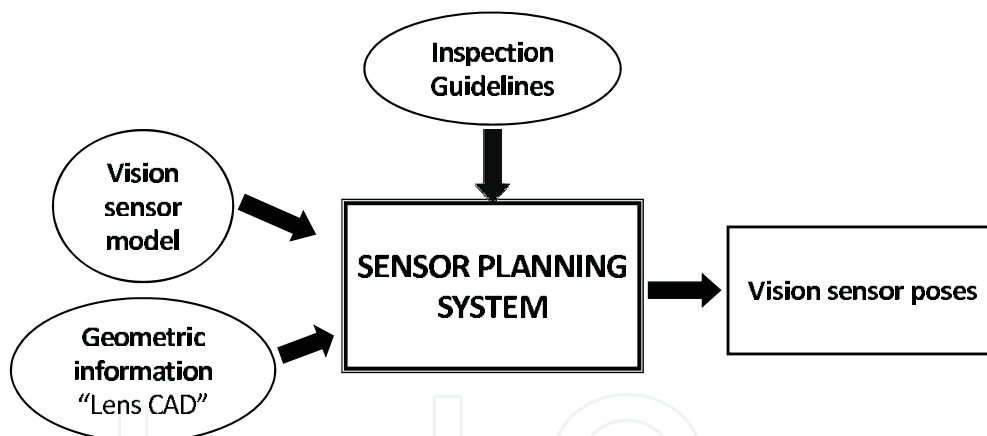 Inspection
Guidelines
Vision
sensor
model
SENSOR PLANNING
SYSTEM
Vision sensor poses
Geometric
information
“Lens CAD”